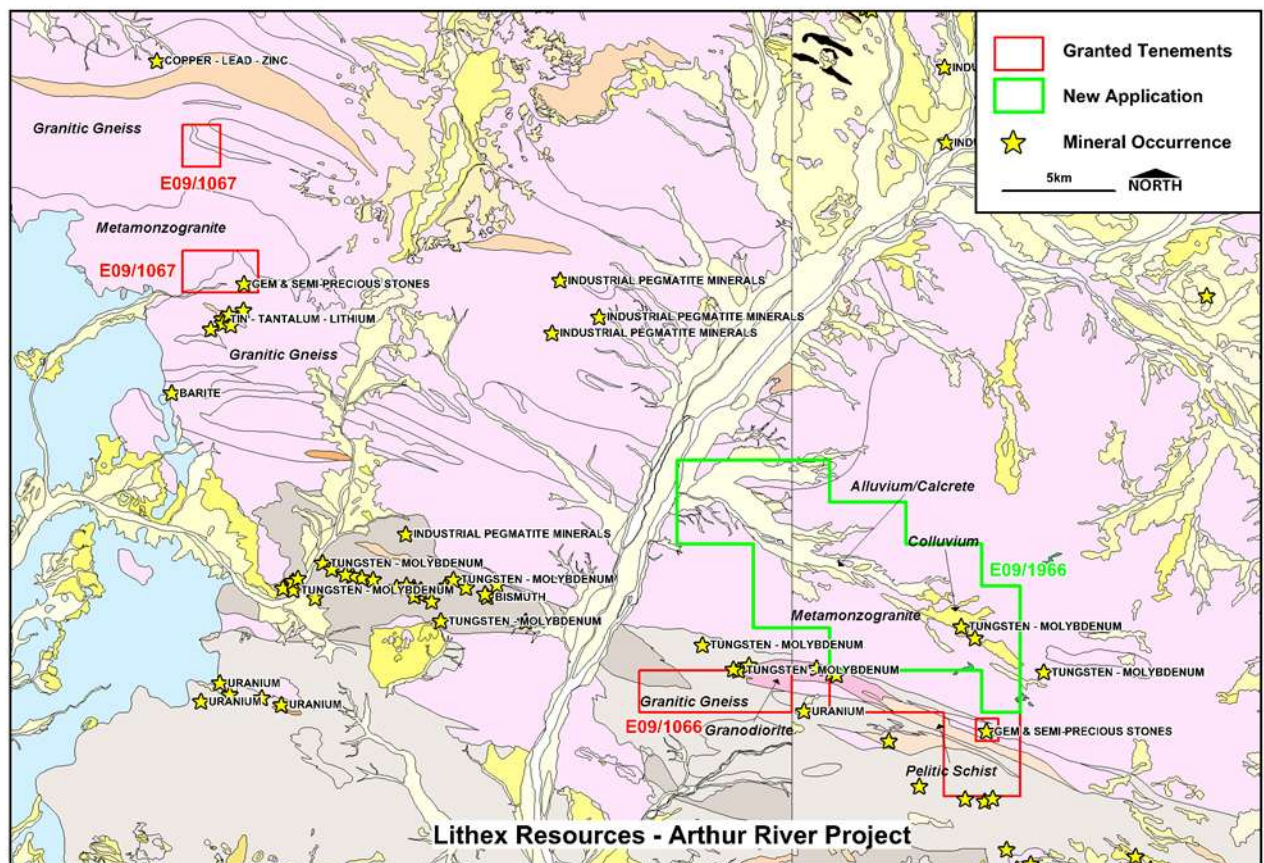 COPPER - LEAD - ZINC
Granitic Gneiss
E09/1067
Metamonzogranite
E09/1067
GEM & SEMI-PRECIOUS STONES
TIN - TANTALUM - LITHIUM
Granitic Gneiss
BARITE
INDUSTRIAL PEGMATITE MINERALS
INDUSTRIAL PEGMATITE MINERALS
INDUSTRIAL PEGMATITE MINERALS
Granted Tenements
New Application
Mineral Occurrence
5km
NORTH
Alluvium/Calcrete
Colluvium
E09/1966
Metamonzogranite
INDUSTRIAL PEGMATITE MINERALS
TUNGSTEN - MOLYBDENUM
TUNGSTEN - MOLYBDENUM
TUNGSTEN - MOLYBDENUM
BISMUTH
TUNGSTEN - MOLYBDENUM
TUNGSTEN - MOLYBDENUM
TUNGSTEN - MOLYBDENUM
TUNGSTEN - MOLYBDENUM
TUNGSTEN - MOLYBDENUM
URANIUM
URANIUM
URANIUM
Granitic Gneiss
E09/1066
Granodiorite
URANIUM
GEM & SEMI-PRECIOUS STONES
Pelitic Schist
Lithex Resources - Arthur River Project